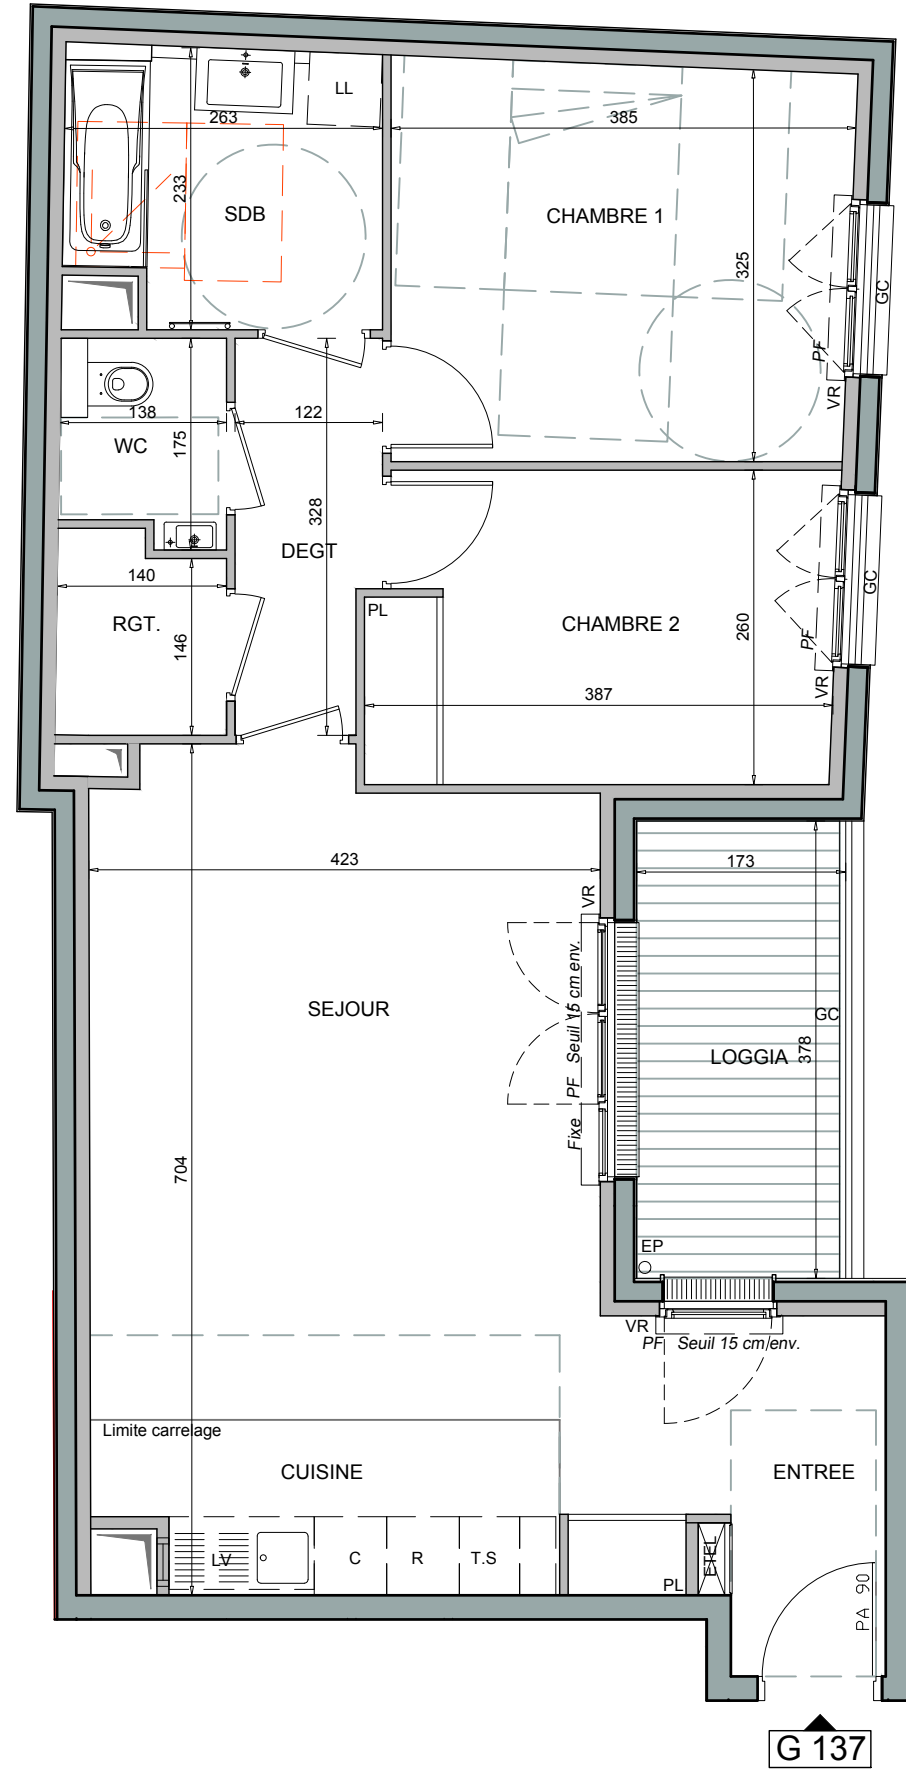 LL
263
385
233
SDB
CHAMBRE 1
325
GC
PF
VR
138
122
WC
175
328
DEGT
GC
140
PL
RGT.
CHAMBRE 2
146
260
PF
VR
387
423
173
VR
SEJOUR
Seuil 15 cm env.
PF
Fixe
GC
LOGGIA
378
704
EP
VR
PF Seuil 15 cm env.
Limite carrelage
CUISINE
ENTREE
LV
C
R
T.S
ETEL
PL
PA 90
G 137